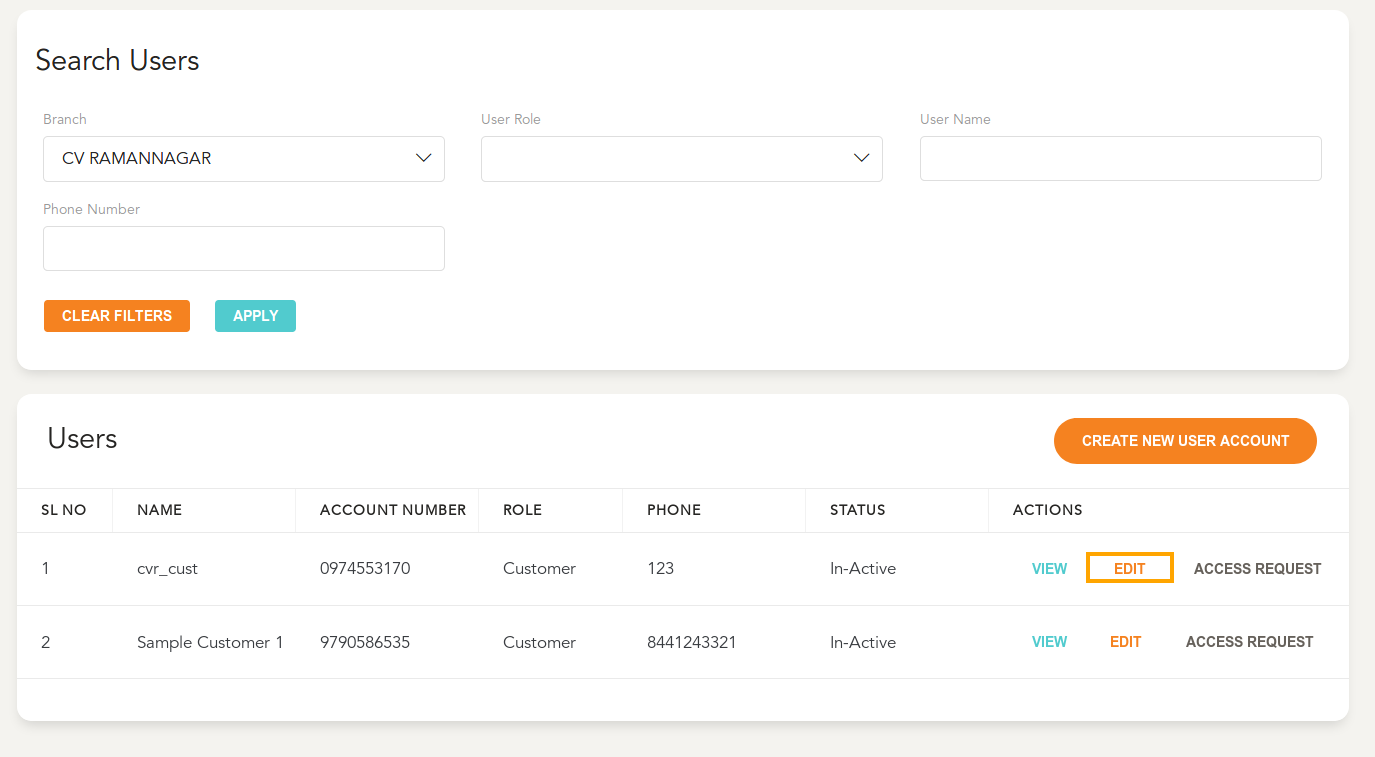 Search Users
Branch User Role User Name
CV RAMANNAGAR
Phone Number
CLEAR FILTERS APPLY
Users CREATE NEW USER ACCOUNT
SL NO NAME ACCOUNT NUMBER ROLE PHONE STATUS ACTIONS
1 cvr_cust 0974553170 Customer 123 In-Active VIEW EDIT ACCESS REQUEST
2 Sample Customer 1 9790586535 Customer 8441243321 In-Active VIEW EDIT ACCESS REQUEST